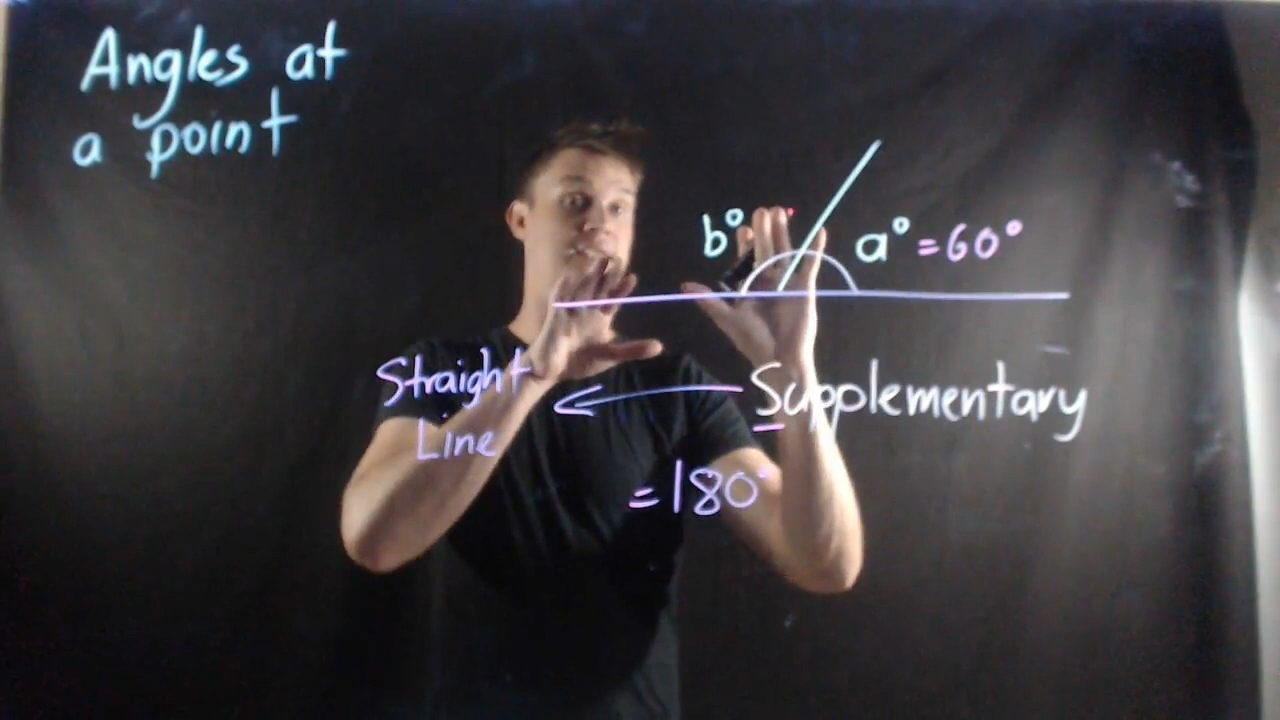 Angles at
a point
b° a° = 60°
Straight
Line
Supplementary
= 180°